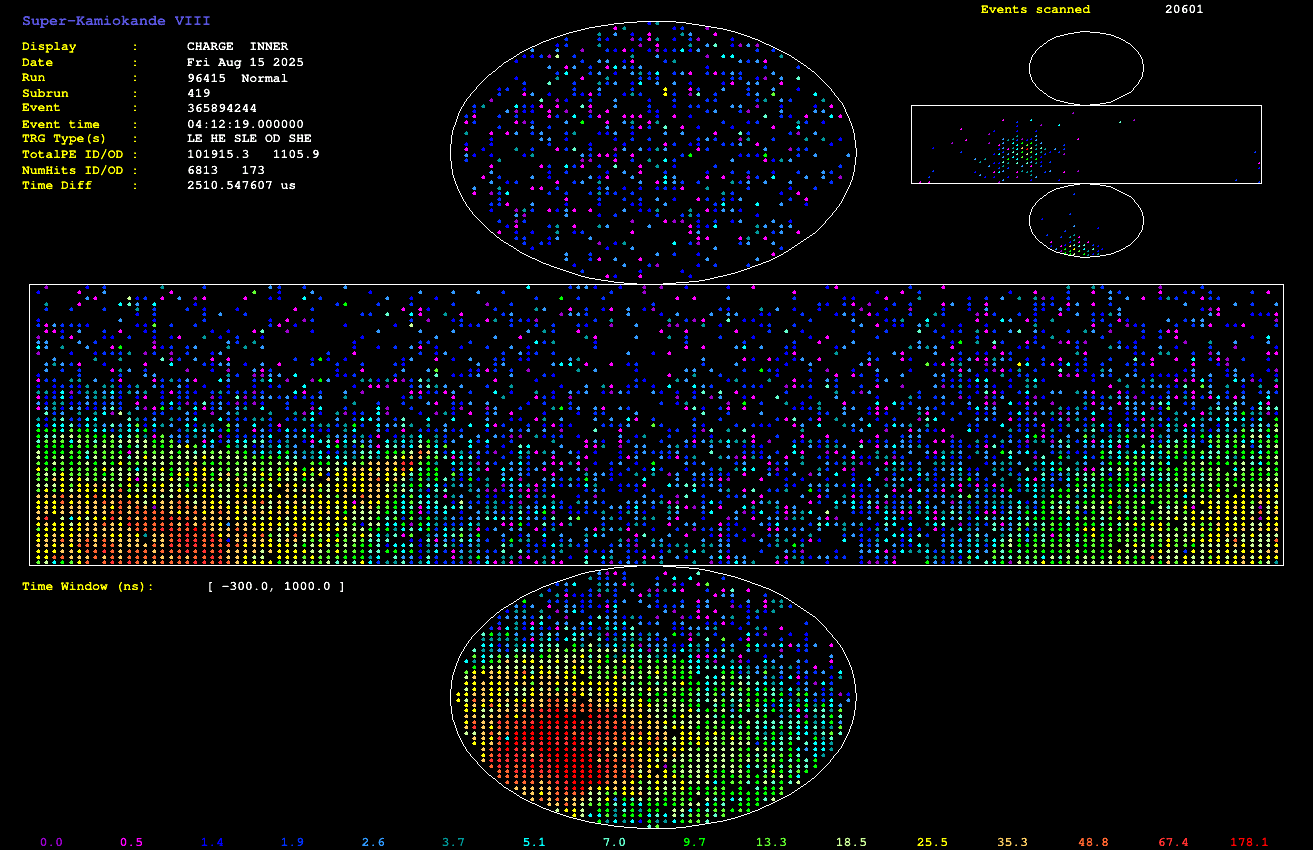 Super-Kamiokande VIII
Events scanned 20601
Display : CHARGE INNER
Date : Fri Aug 15 2025
Run : 96415 Normal
Subrun : 419
Event : 365894244
Event time : 04:12:19.000000
TRG Type(s) : LE HE SLE OD SHE
TotalPE ID/OD : 101915.3 1105.9
NumHits ID/OD : 6813 173
Time Diff : 2510.547607 us
Time Window (ns): [ -300.0, 1000.0 ]
0.0 0.5 1.4 1.9 2.6 3.7 5.1 7.0 9.7 13.3 18.5 25.5 35.3 48.8 67.4 178.1